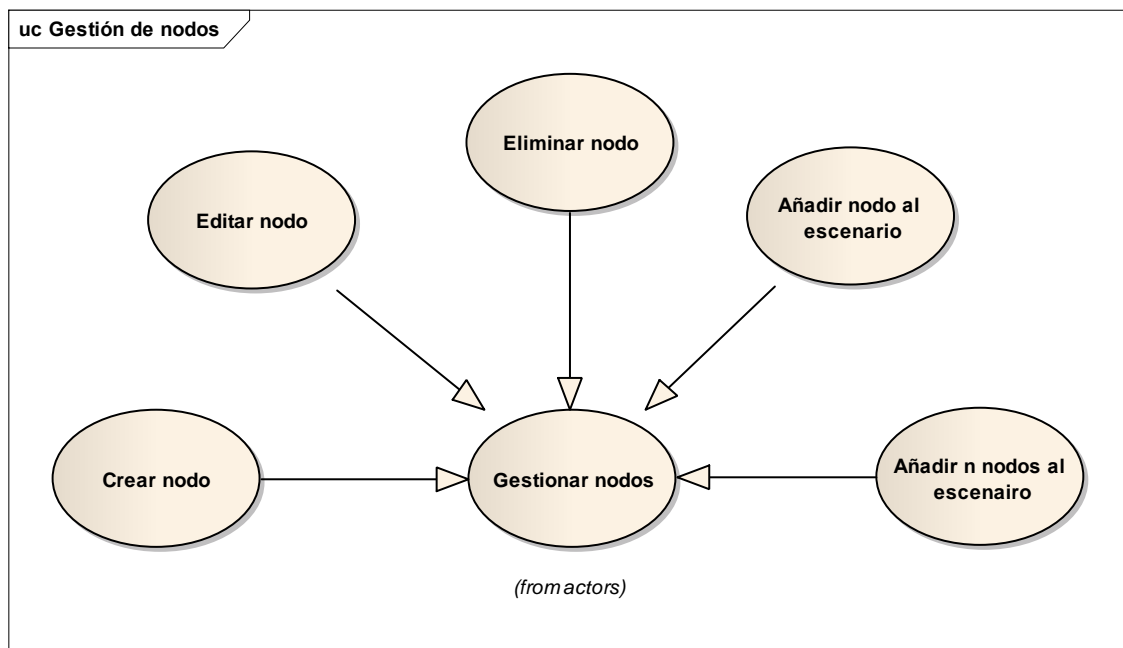 uc Gestión de nodos
Eliminar nodo
Editar nodo
Añadir nodo al
escenario
Crear nodo
Gestionar nodos
Añadir n nodos al
escenairo
(from actors)